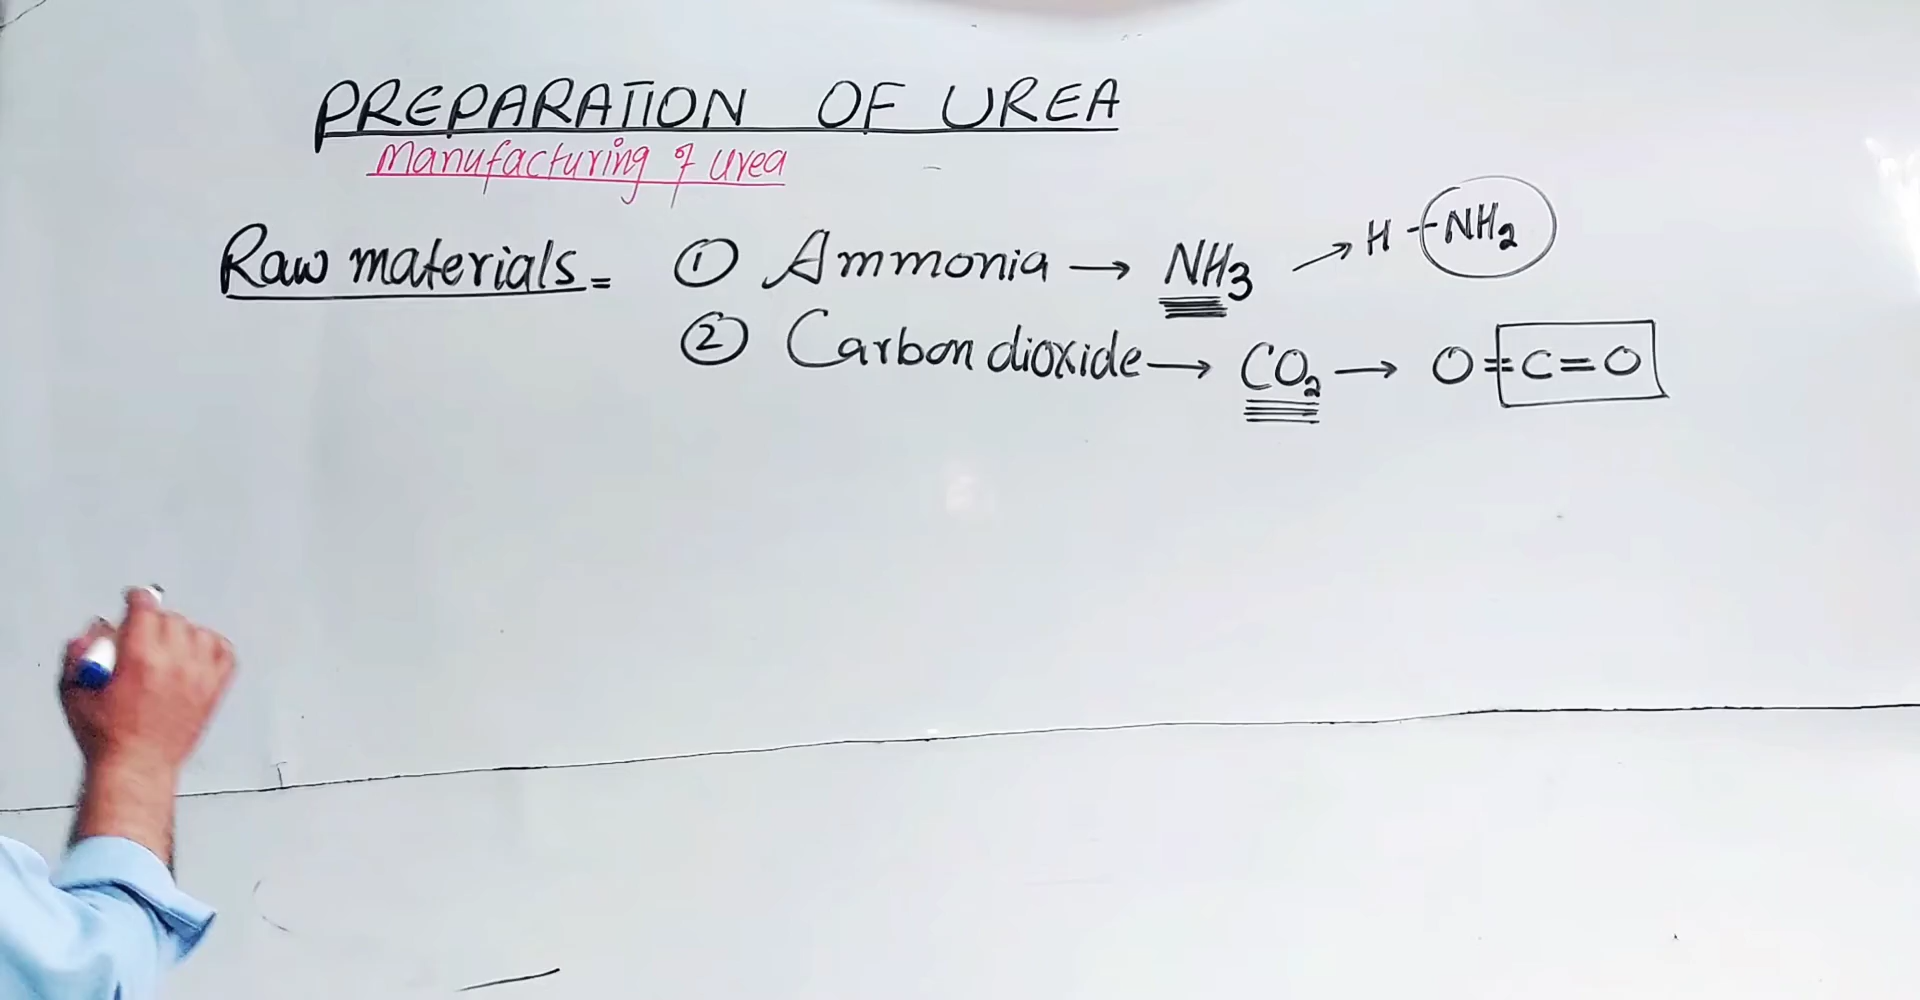 PREPARATION OF UREA
Manufacturing of urea
Raw materials = ① Ammonia → NH₃ → H-NH₂
② Carbon dioxide → CO₂ → O=C=O